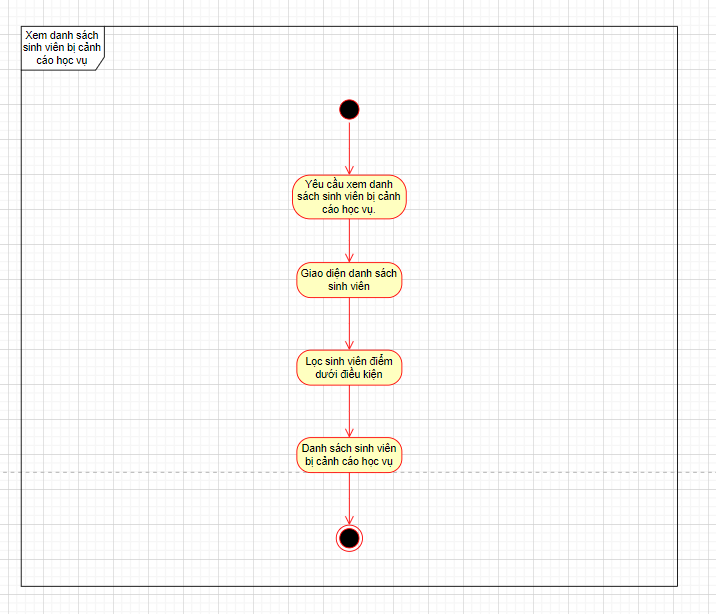 Xem danh sách
sinh viên bị cảnh
cáo học vụ
Yêu cầu xem danh
sách sinh viên bị cảnh
cáo học vụ.
Giao diện danh sách
sinh viên
Lọc sinh viên điểm
dưới điều kiện
Danh sách sinh viên
bị cảnh cáo học vụ